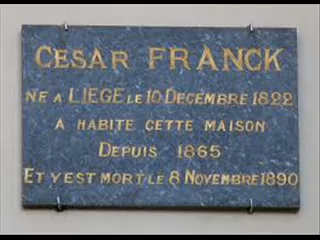 CESAR FRANCK
NE A LIEGE LE 10 DECEMBRE 1822
A HABITE CETTE MAISON
DEPUIS 1865
ET Y EST MORT LE 8 NOVEMBRE 1890